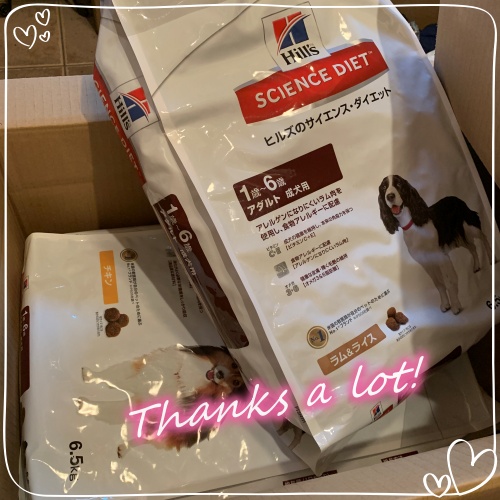 Hill's
SCIENCE DIET™
ヒルズのサイエンス・ダイエット
1歳~6歳
アダルト 成犬用
アレルゲンになりにくいラム肉を
使用し、食物アレルギーに配慮
ラム&ライス
Hill's
SCIENCE DIET
チキン
6.5KG
Thanks a lot!